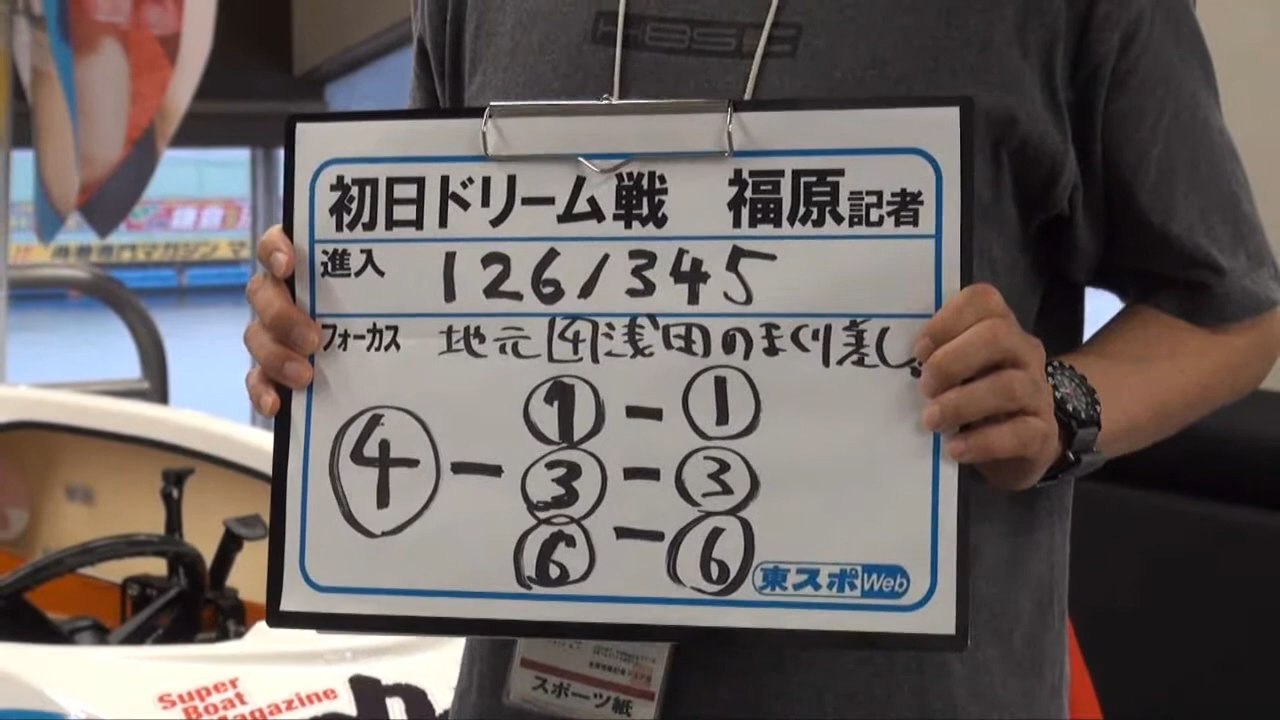 HBSC
初日ドリーム戦 福原記者
進入 126/345
フォーカス 地元4浅田のまくり差し。
④-①-①
③-③
⑥-⑥
東スポWeb
スポーツ紙
Super
Boat
Magazine